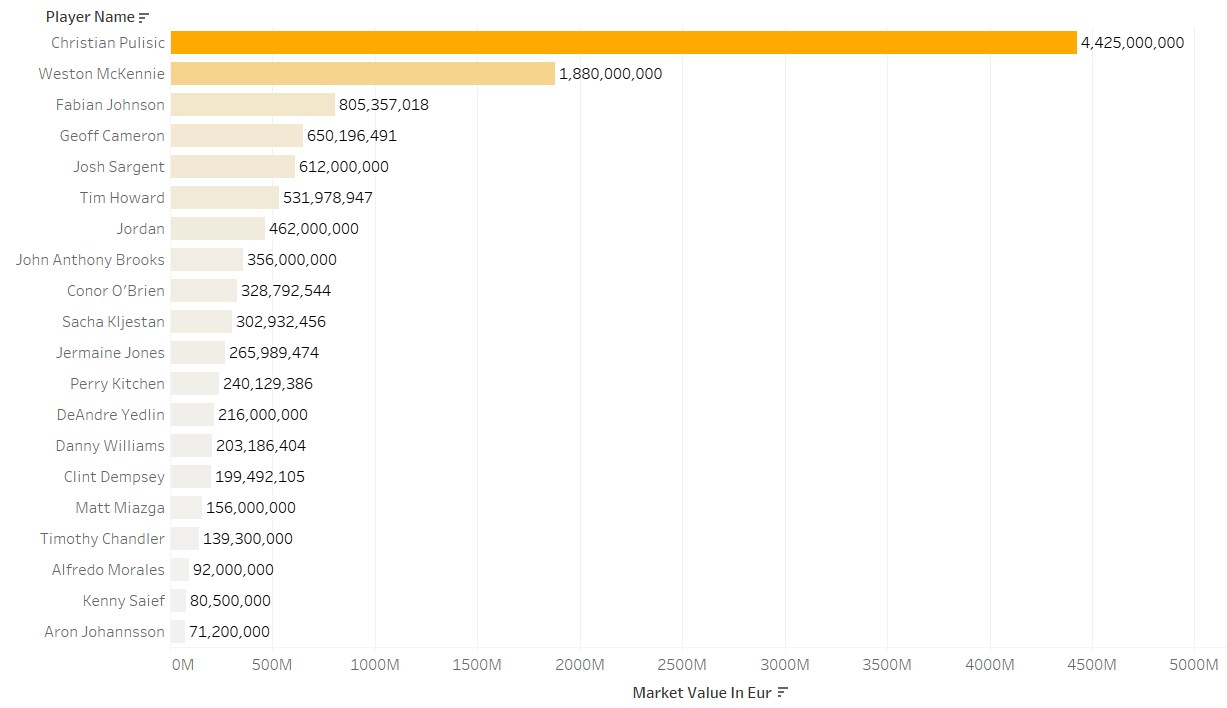 Player Name
Christian Pulisic 4,425,000,000
Weston McKennie 1,880,000,000
Fabian Johnson 805,357,018
Geoff Cameron 650,196,491
Josh Sargent 612,000,000
Tim Howard 531,978,947
Jordan 462,000,000
John Anthony Brooks 356,000,000
Conor O'Brien 328,792,544
Sacha Kljestan 302,932,456
Jermaine Jones 265,989,474
Perry Kitchen 240,129,386
DeAndre Yedlin 216,000,000
Danny Williams 203,186,404
Clint Dempsey 199,492,105
Matt Miazga 156,000,000
Timothy Chandler 139,300,000
Alfredo Morales 92,000,000
Kenny Saief 80,500,000
Aron Johannsson 71,200,000
0M 500M 1000M 1500M 2000M 2500M 3000M 3500M 4000M 4500M 5000M
Market Value In Eur